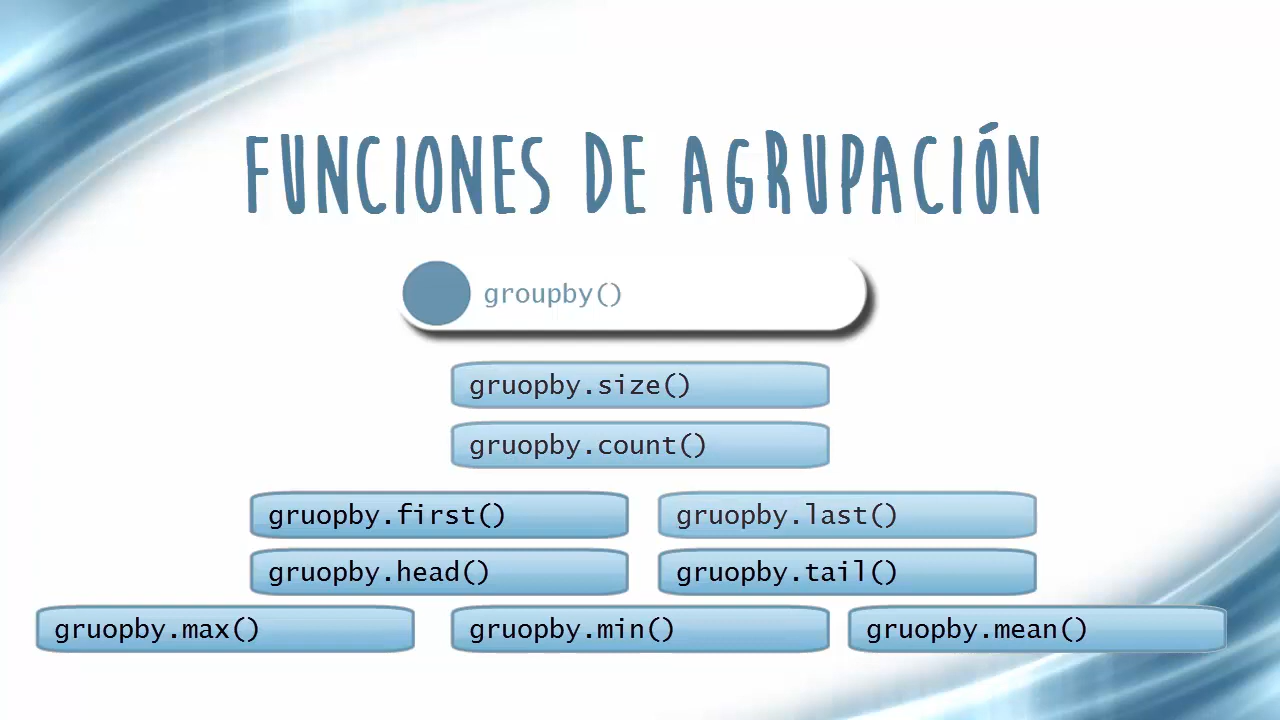 FUNCIONES DE AGRUPACIÓN
groupby()
gruopby.size()
gruopby.count()
gruopby.first()
gruopby.last()
gruopby.head()
gruopby.tail()
gruopby.max()
gruopby.min()
gruopby.mean()